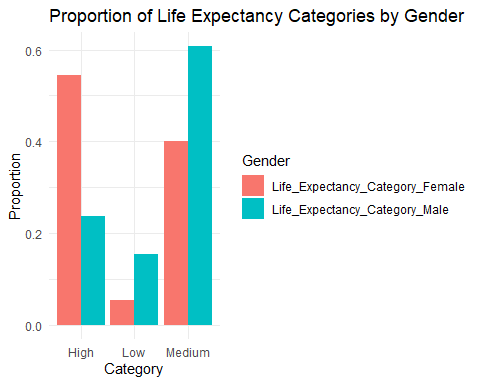 Proportion of Life Expectancy Categories by Gender
0.6
0.4
0.2
0.0
Proportion
High Low Medium
Category
Gender
Life_Expectancy_Category_Female
Life_Expectancy_Category_Male